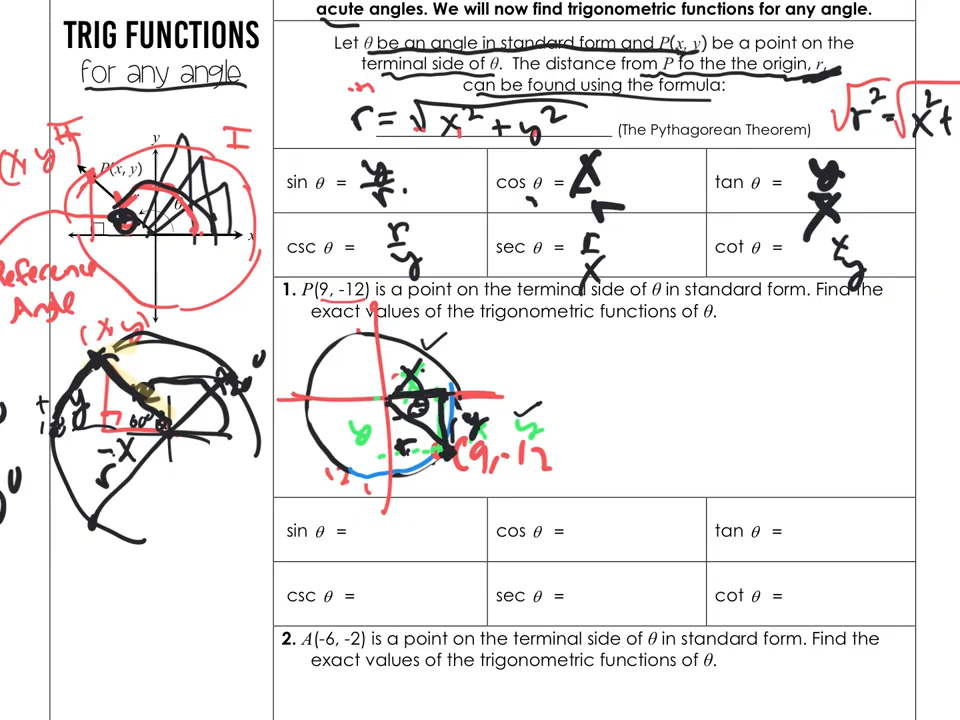 acute angles. We will now find trigonometric functions for any angle.
TRIG FUNCTIONS
for any angle
Let θ be an angle in standard form and P(x, y) be a point on the
terminal side of θ. The distance from P to the the origin, r,
can be found using the formula:
r = √x² + y²
(The Pythagorean Theorem)
√r² = √x² +
(x, y)
II
I
P(x, y)
y
θ
x
Reference
Angle
sin θ = y/r
cos θ = x/r
tan θ = y/x
csc θ = r/y
sec θ = r/x
cot θ = x/y
1. P(9, -12) is a point on the terminal side of θ in standard form. Find the
exact values of the trigonometric functions of θ.
(x, y)
y
60°
-x
r
x
θ
y
y
r
x
y
(9, -12
sin θ =
cos θ =
tan θ =
csc θ =
sec θ =
cot θ =
2. A(-6, -2) is a point on the terminal side of θ in standard form. Find the
exact values of the trigonometric functions of θ.